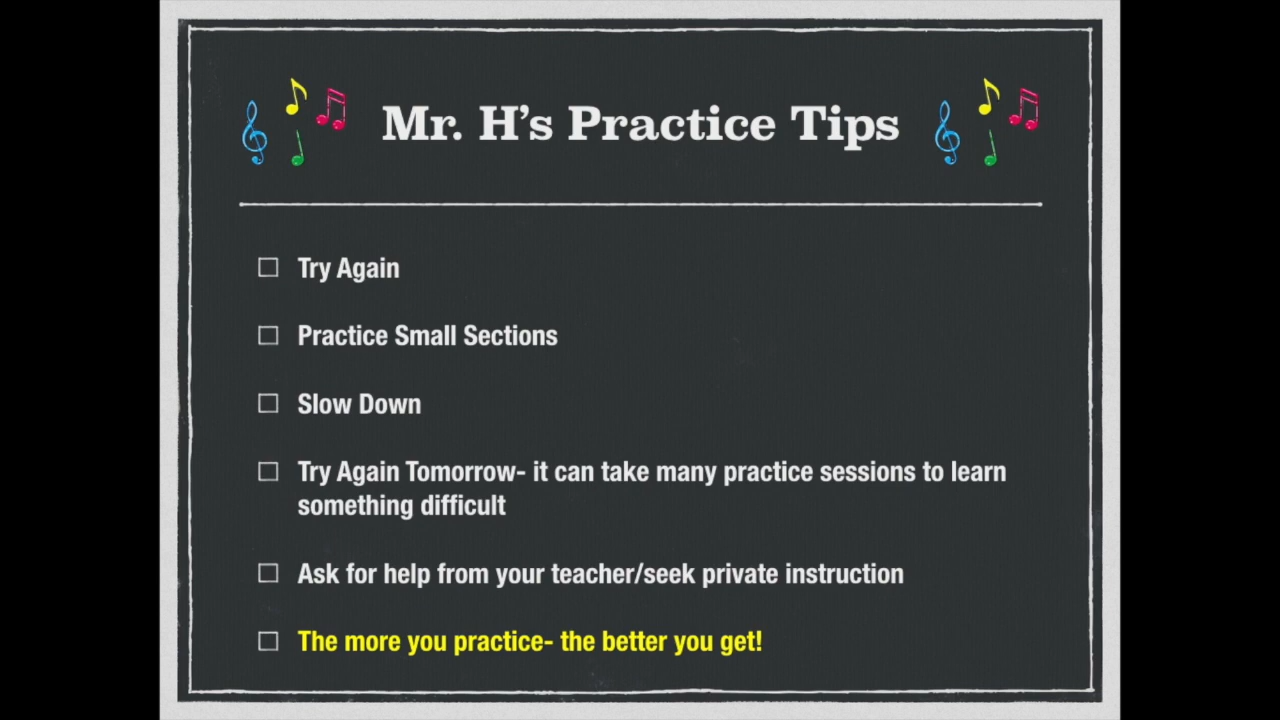 Mr. H’s Practice Tips
Try Again
Practice Small Sections
Slow Down
Try Again Tomorrow- it can take many practice sessions to learn
something difficult
Ask for help from your teacher/seek private instruction
The more you practice- the better you get!